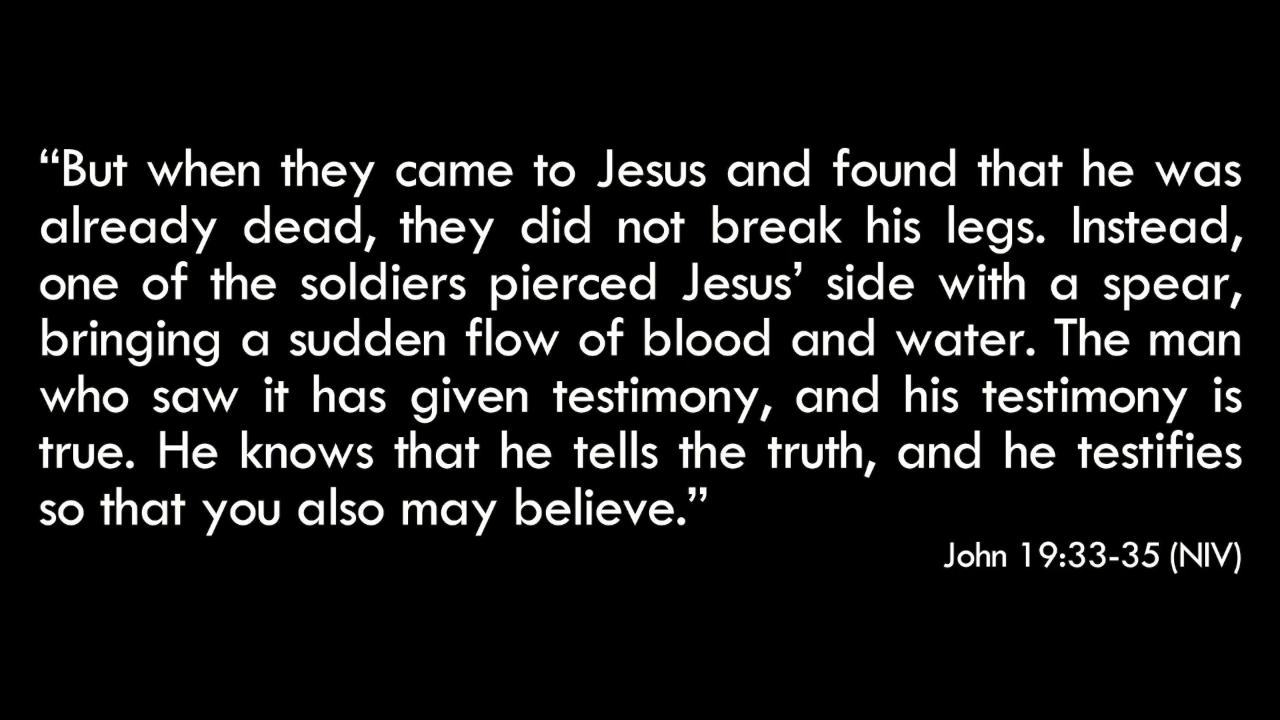 “But when they came to Jesus and found that he was
already dead, they did not break his legs. Instead,
one of the soldiers pierced Jesus’ side with a spear,
bringing a sudden flow of blood and water. The man
who saw it has given testimony, and his testimony is
true. He knows that he tells the truth, and he testifies
so that you also may believe.”
John 19:33-35 (NIV)